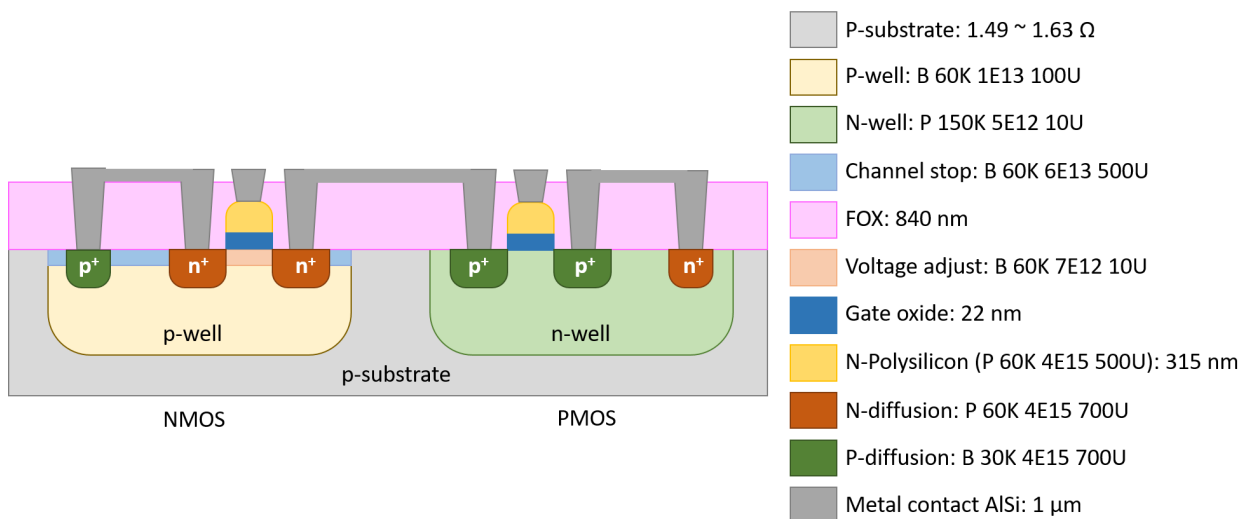 P-substrate: 1.49 ~ 1.63 Ω
P-well: B 60K 1E13 100U
N-well: P 150K 5E12 10U
Channel stop: B 60K 6E13 500U
FOX: 840 nm
Voltage adjust: B 60K 7E12 10U
Gate oxide: 22 nm
N-Polysilicon (P 60K 4E15 500U): 315 nm
N-diffusion: P 60K 4E15 700U
P-diffusion: B 30K 4E15 700U
Metal contact AlSi: 1 µm
p⁺ n⁺ n⁺ p⁺ p⁺ n⁺
p-well n-well
p-substrate
NMOS PMOS